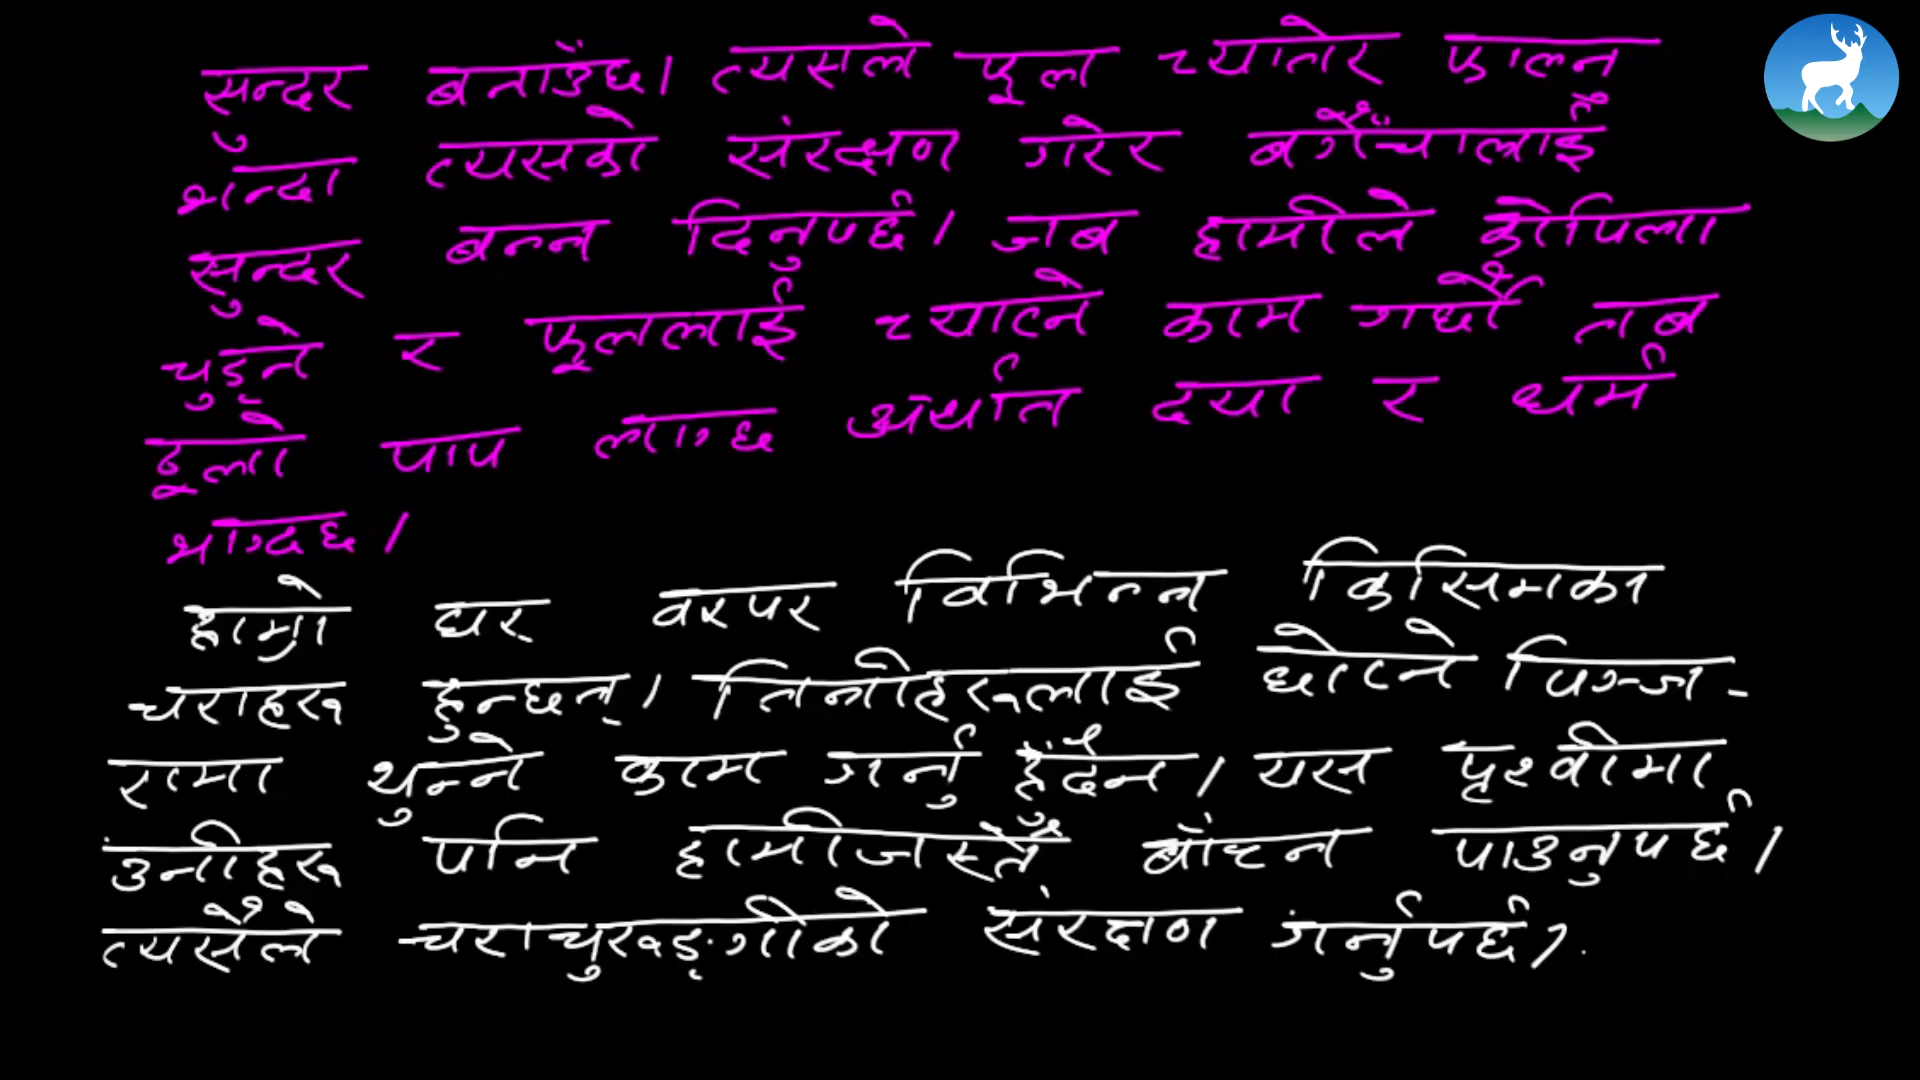 सुन्दर बनाउँछ। त्यसले फूल च्यातेर फाल्न
भन्दा त्यसको संरक्षण गरेर बगैँचालाई
सुन्दर बन्न दिनुपर्छ। जब हामीले कोपिला
चुड्ने र फूललाई च्यात्ने काम गर्छौं तब
ठूलो पाप लाग्छ अर्थात दया र धर्म
भाग्दछ।
हाम्रो घर वरपर विभिन्न किसिमका
चराहरू हुन्छन्। तिनीहरूलाई छोट्ने पिञ्ज-
रामा थुन्ने काम गर्नु हुँदैन। यस पृथ्वीमा
उनीहरू पनि हामीजस्तै बाँच्न पाउनुपर्छ।
त्यसैले चराचुरुङ्गीको संरक्षण गर्नुपर्छ।